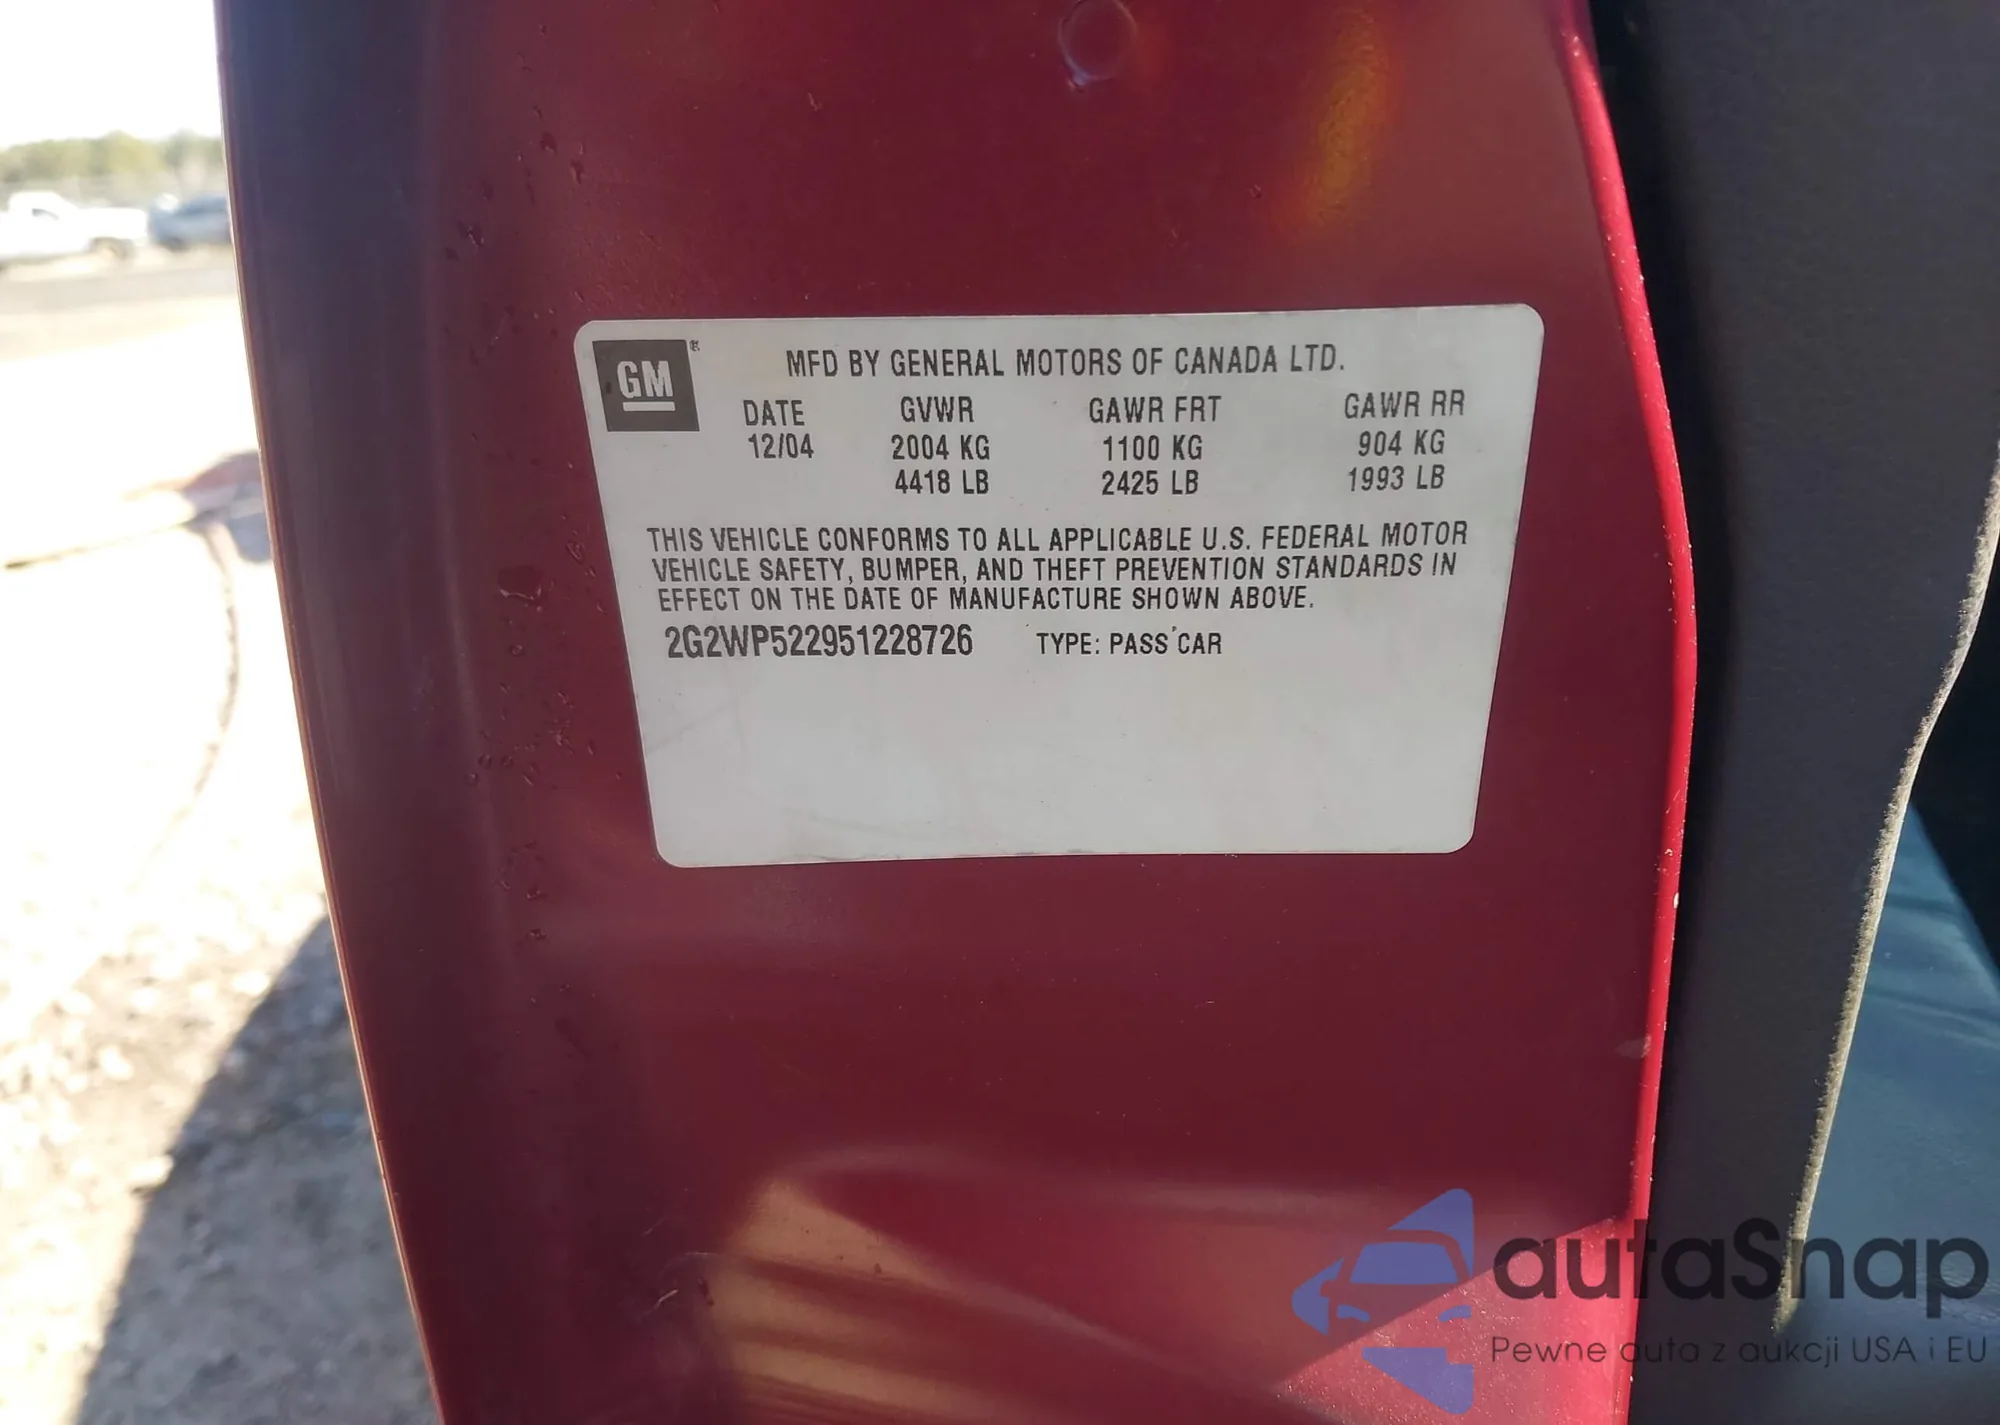 GM®
MFD BY GENERAL MOTORS OF CANADA LTD.
DATE GVWR GAWR FRT GAWR RR
12/04 2004 KG 1100 KG 904 KG
4418 LB 2425 LB 1993 LB
THIS VEHICLE CONFORMS TO ALL APPLICABLE U.S. FEDERAL MOTOR
VEHICLE SAFETY, BUMPER, AND THEFT PREVENTION STANDARDS IN
EFFECT ON THE DATE OF MANUFACTURE SHOWN ABOVE.
2G2WP522951228726 TYPE: PASS CAR
autaSnap
Pewne auta z aukcji USA i EU